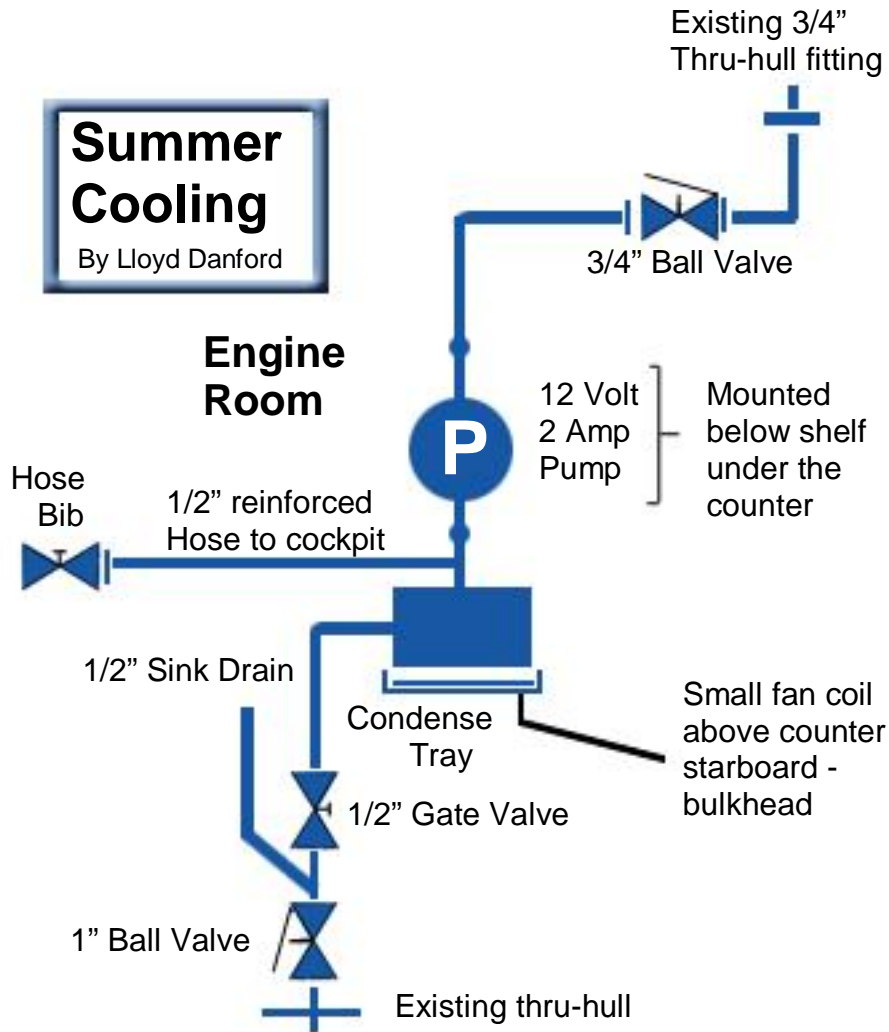 Existing 3/4”
Thru-hull fitting
Summer
Cooling
By Lloyd Danford
3/4” Ball Valve
Engine
Room
P
12 Volt
2 Amp
Pump
Mounted
below shelf
under the
counter
Hose
Bib
1/2” reinforced
Hose to cockpit
1/2” Sink Drain
Condense
Tray
Small fan coil
above counter
starboard -
bulkhead
1/2” Gate Valve
1” Ball Valve
Existing thru-hull